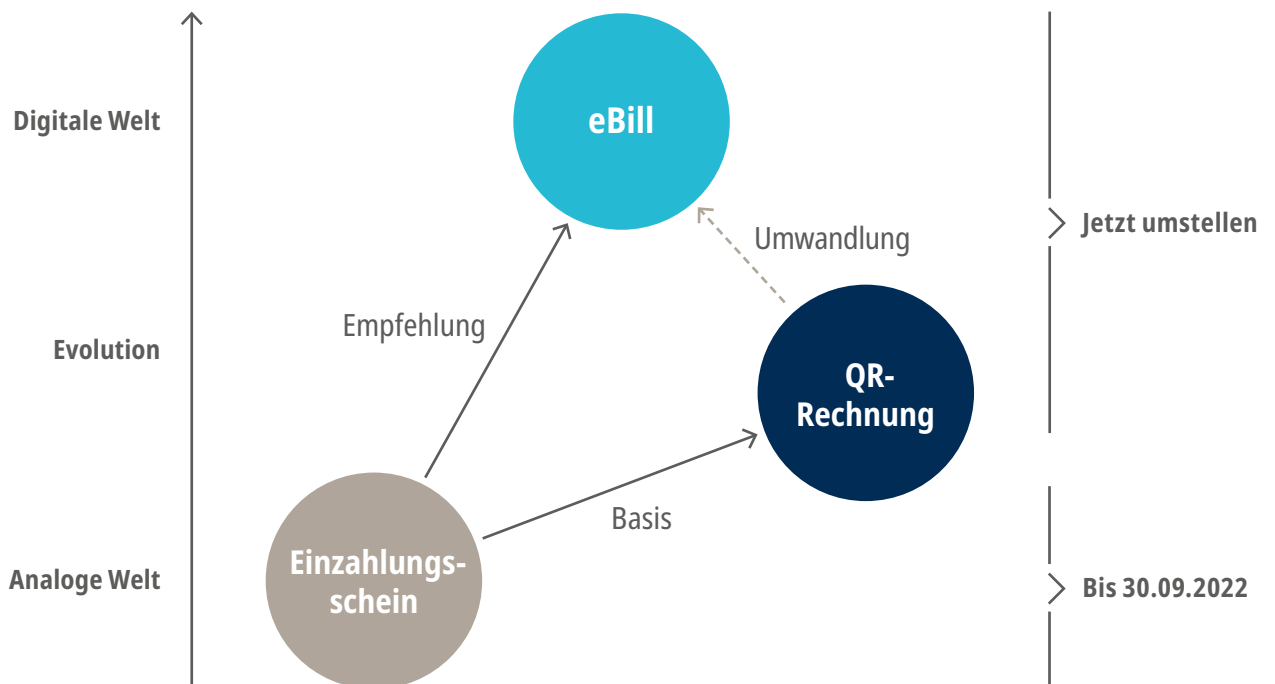 Digitale Welt
eBill
Jetzt umstellen
Umwandlung
Empfehlung
Evolution
QR-
Rechnung
Basis
Einzahlungs-
schein
Analoge Welt
Bis 30.09.2022